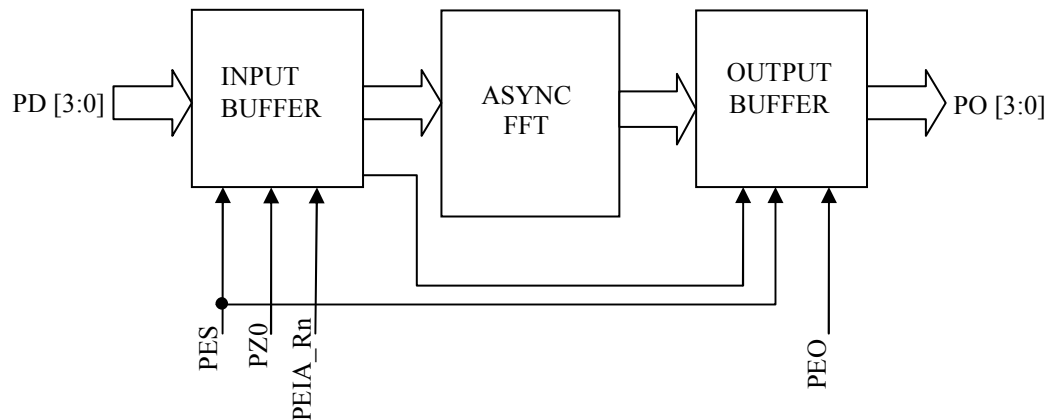 PD [3:0]
INPUT
BUFFER
ASYNC
FFT
OUTPUT
BUFFER
PO [3:0]
PES
PZ0
PEIA_Rn
PEO